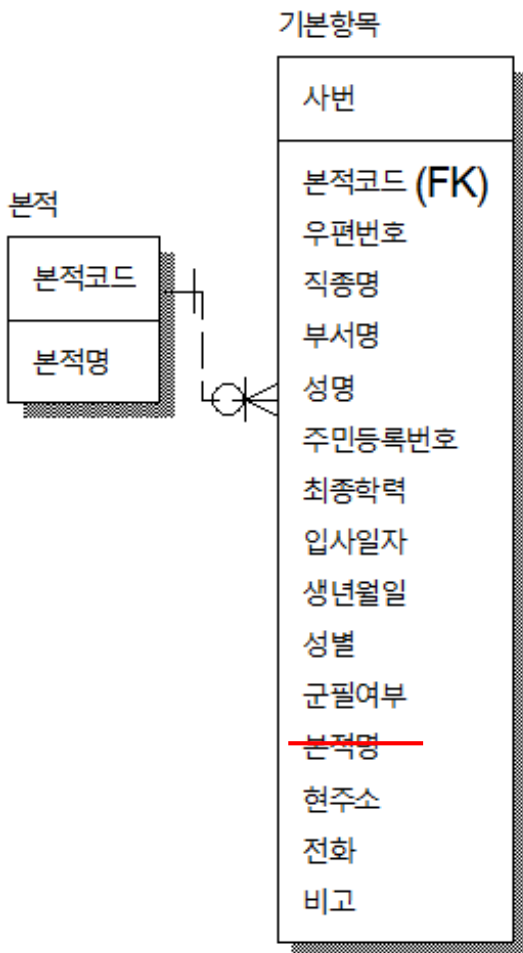 기본항목
사번
본적코드 (FK)
우편번호
직종명
부서명
성명
주민등록번호
최종학력
입사일자
생년월일
성별
군필여부
본적명
현주소
전화
비고
본적
본적코드
본적명